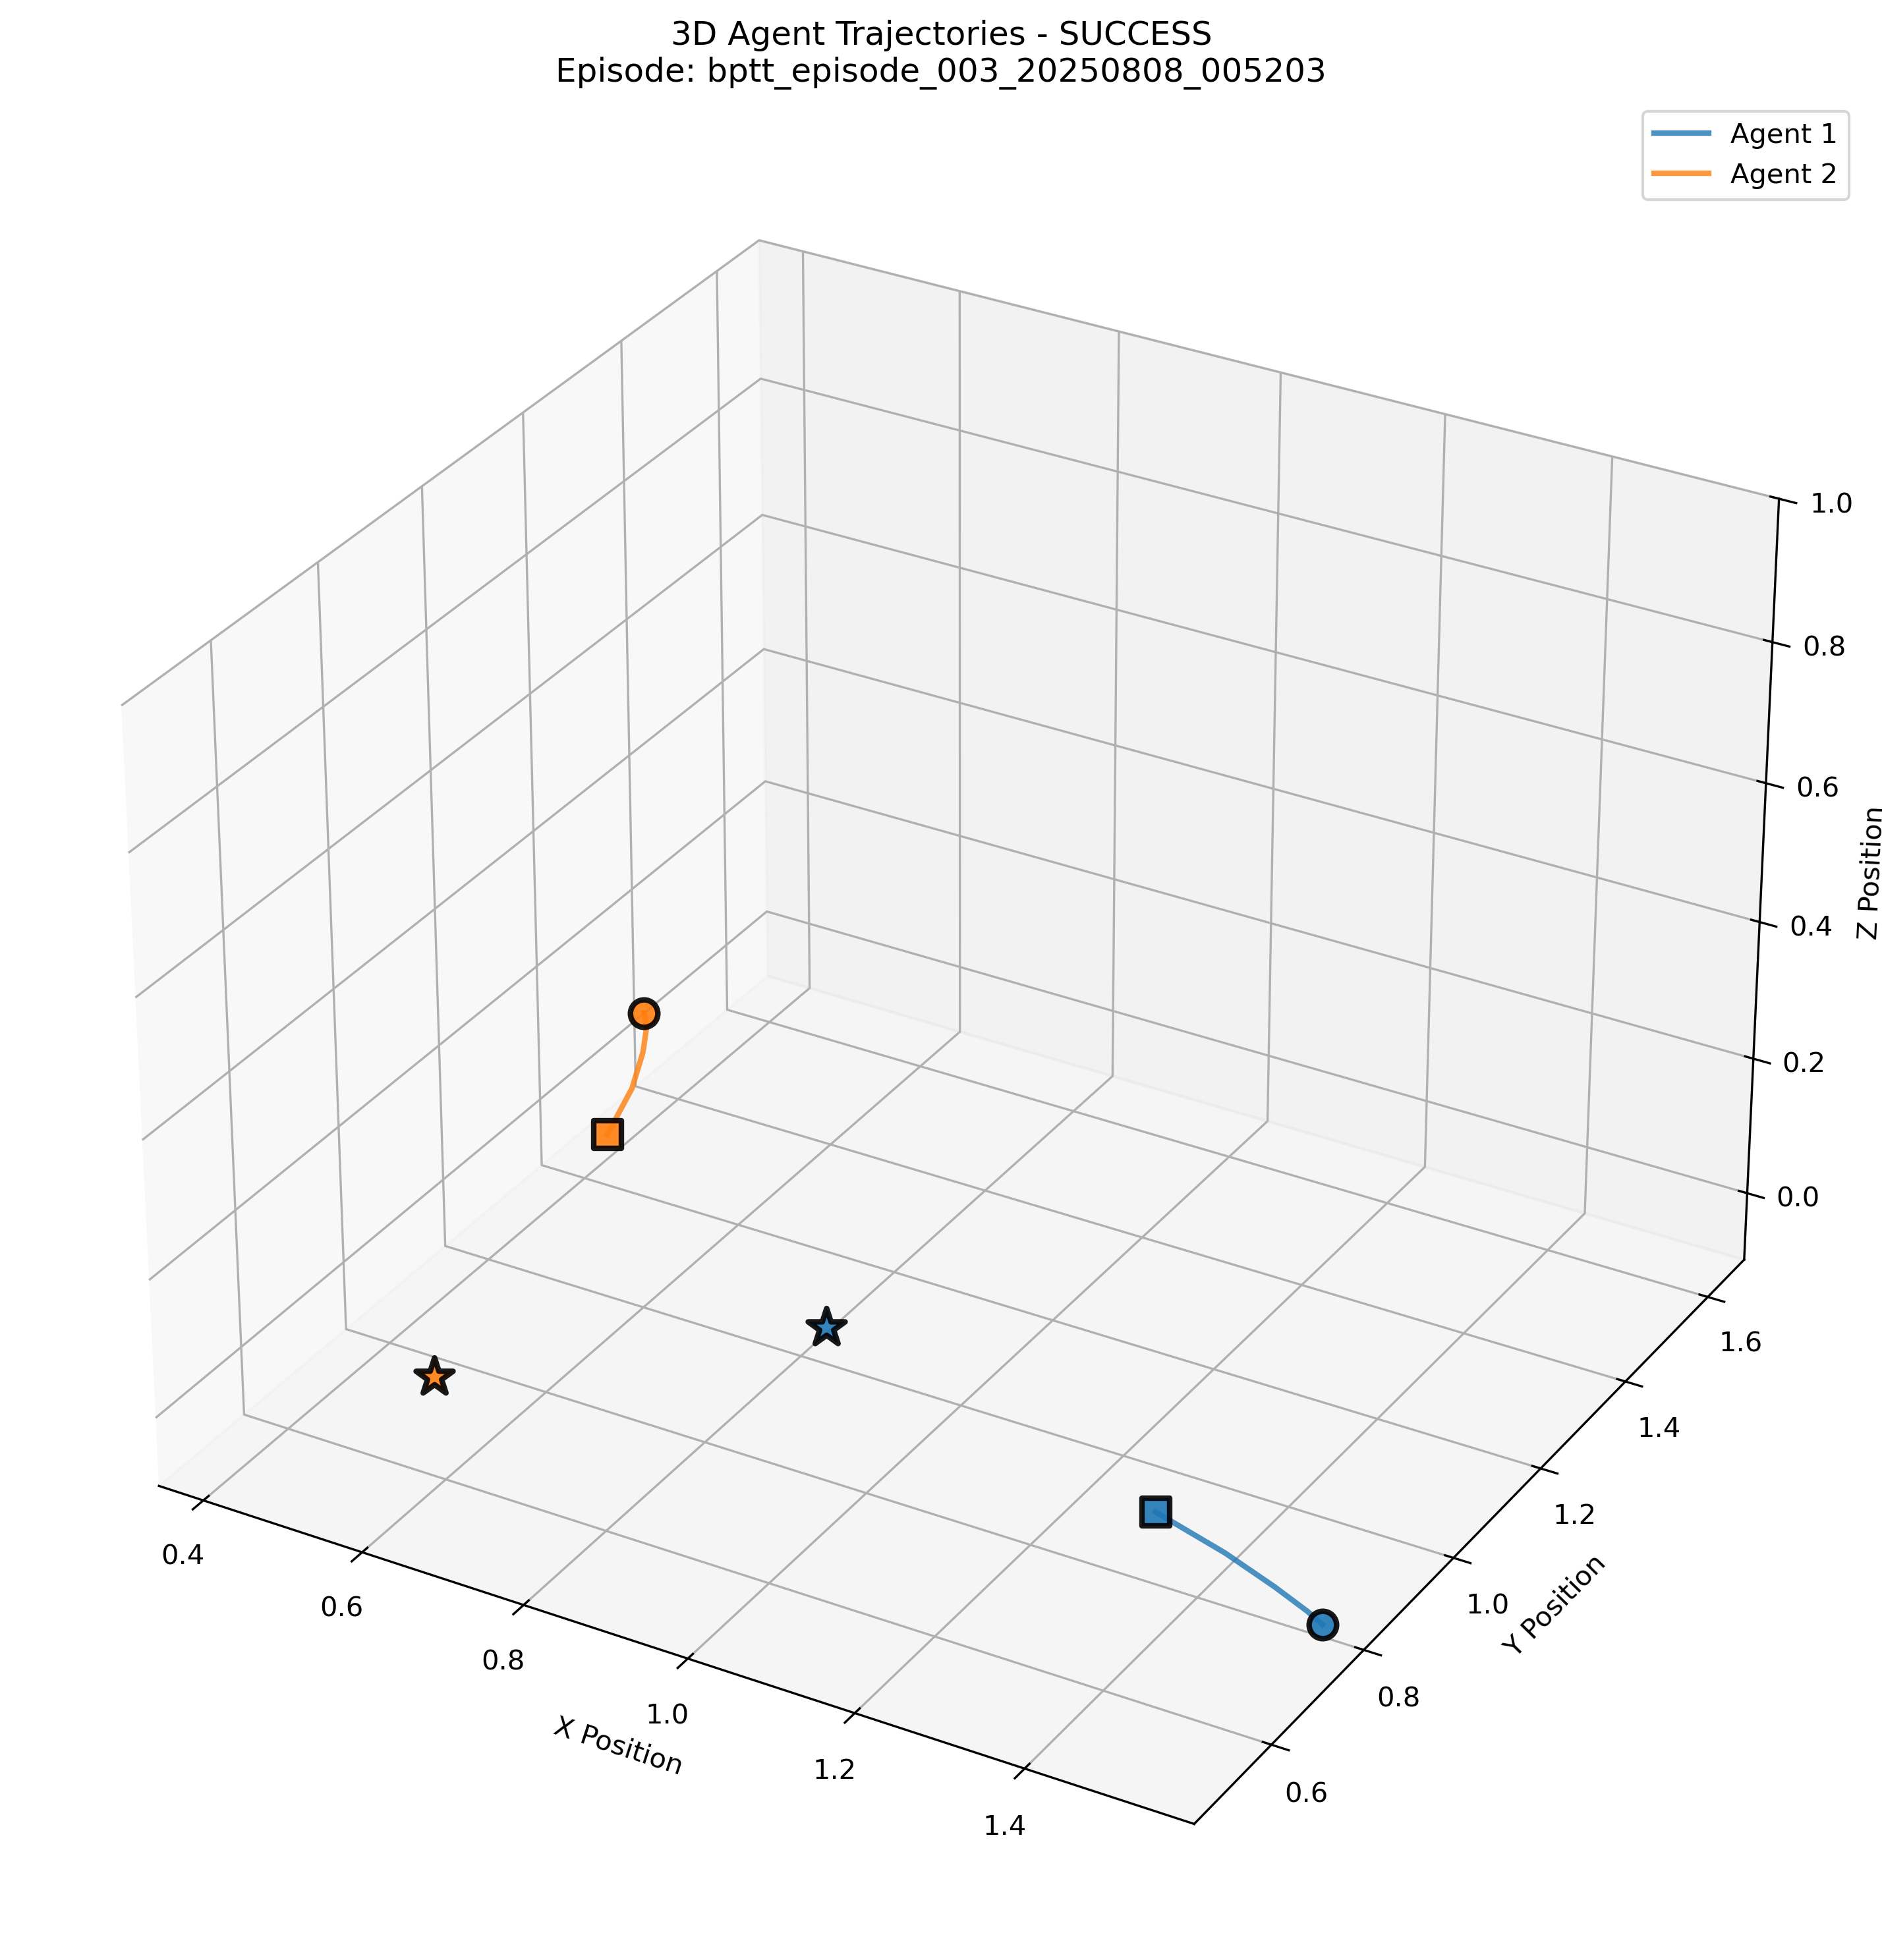 3D Agent Trajectories - SUCCESS
Episode: bptt_episode_003_20250808_005203
Agent 1
Agent 2
1.0
0.8
0.6
0.4
0.2
0.0
Z Position
1.6
1.4
1.2
1.0
0.8
0.6
Y Position
0.4
0.6
0.8
1.0
1.2
1.4
X Position